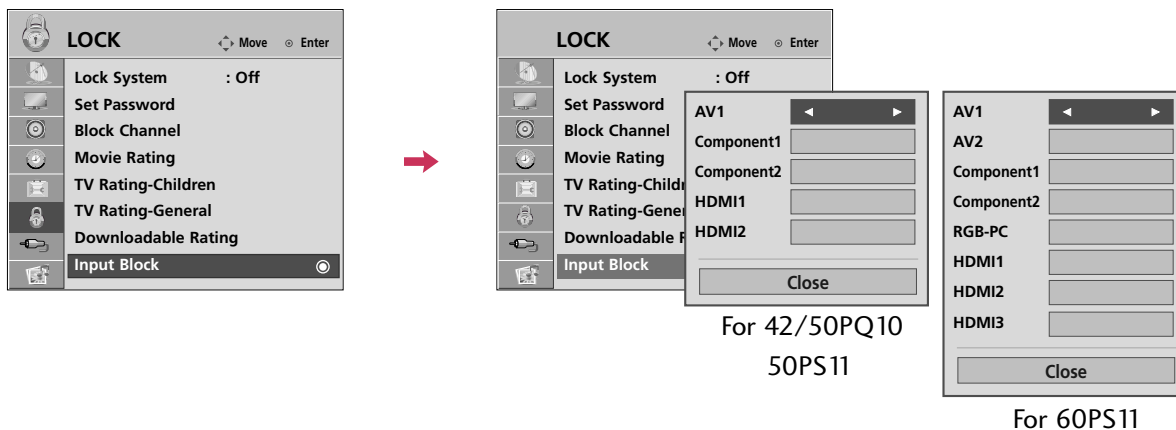 LOCK
Move
Enter
Lock System : Off
Set Password
Block Channel
Movie Rating
TV Rating-Children
TV Rating-General
Downloadable Rating
Input Block
LOCK
Move
Enter
Lock System : Off
Set Password
Block Channel
Movie Rating
TV Rating-Childr
TV Rating-Gener
Downloadable R
Input Block
AV1
Component1
Component2
HDMI1
HDMI2
Close
For 42/50PQ10
50PS11
AV1
AV2
Component1
Component2
RGB-PC
HDMI1
HDMI2
HDMI3
Close
For 60PS11